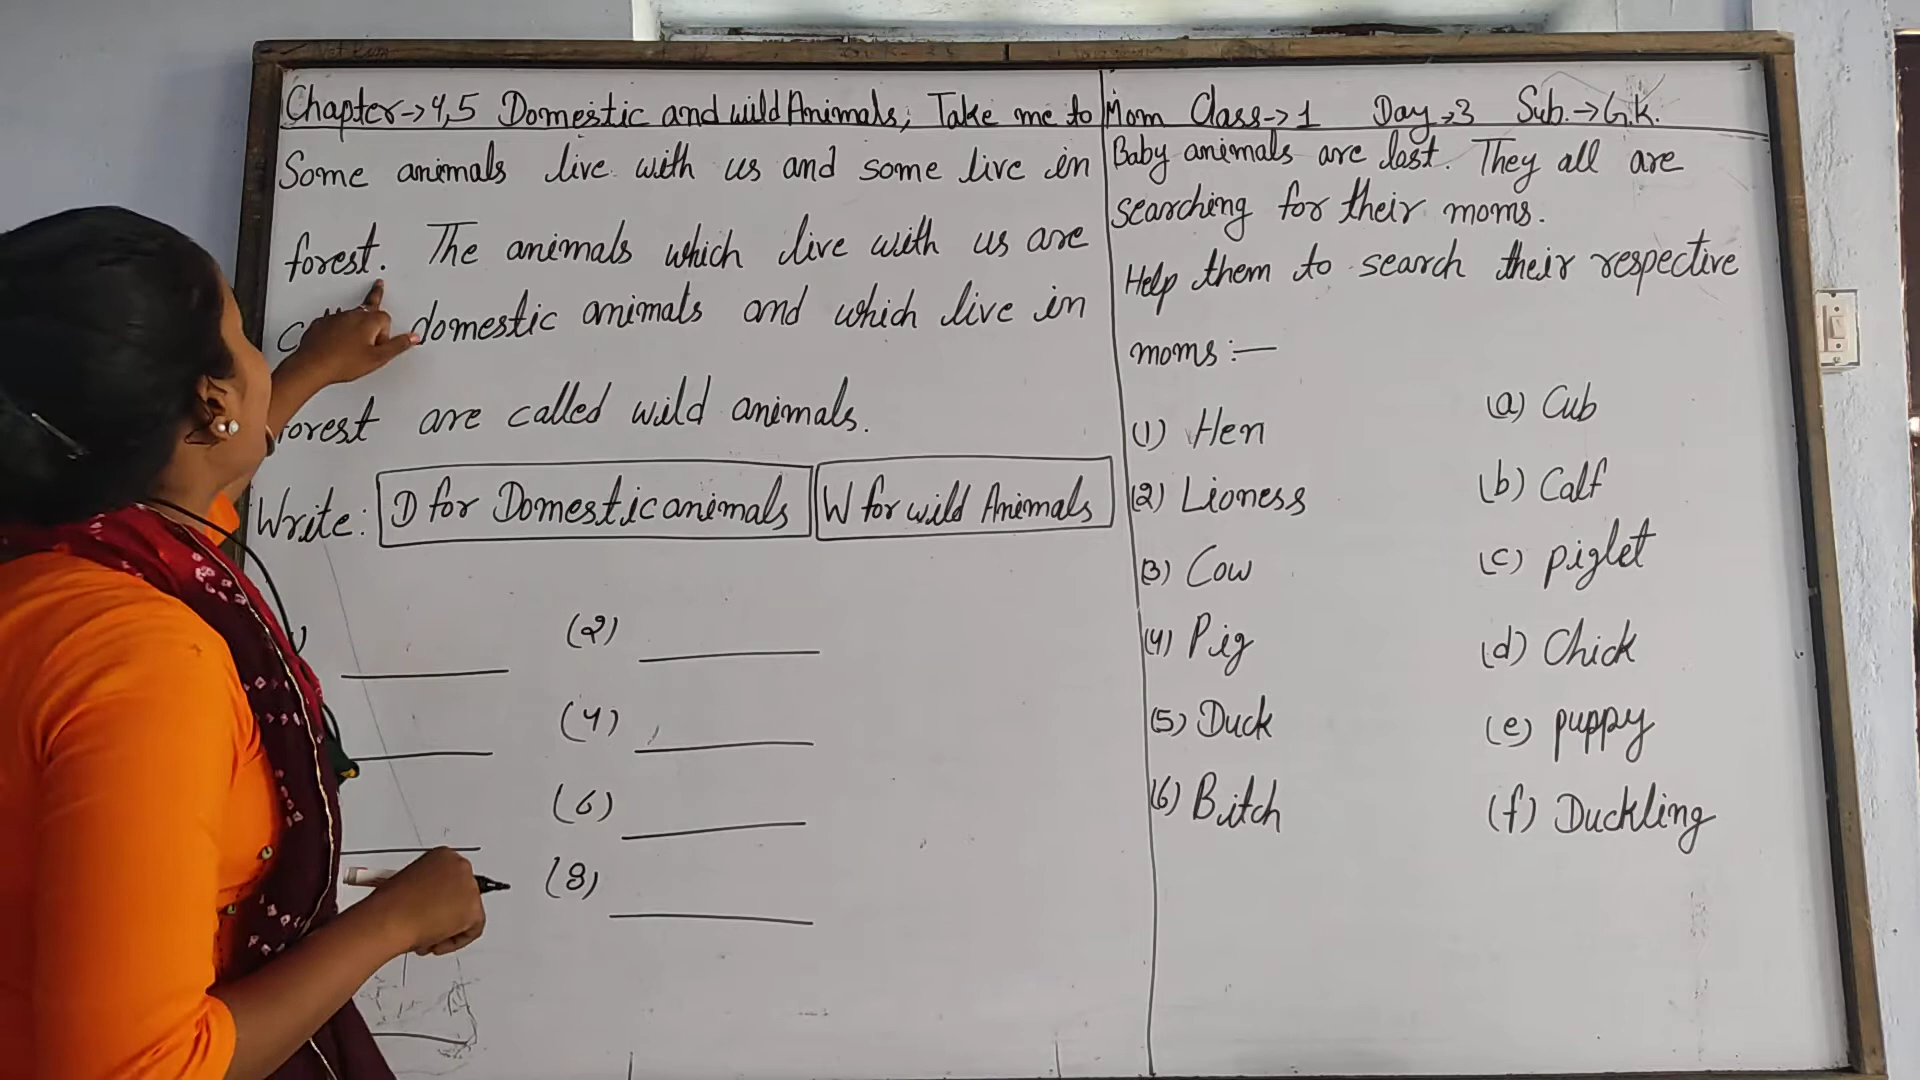 Chapter→4,5 Domestic and wild Animals, Take me to Mom Class→1 Day→3 Sub.→G.K.
Some animals live with us and some live in
forest. The animals which live with us are
domestic animals and which live in
forest are called wild animals.
Write: D for Domestic animals W for wild Animals
(2)
(4)
(6)
(8)
Baby animals are lost. They all are
searching for their moms.
Help them to search their respective
moms:—
(1) Hen (a) Cub
(2) Lioness (b) Calf
(3) Cow (c) piglet
(4) Pig (d) Chick
(5) Duck (e) puppy
(6) Bitch (f) Duckling